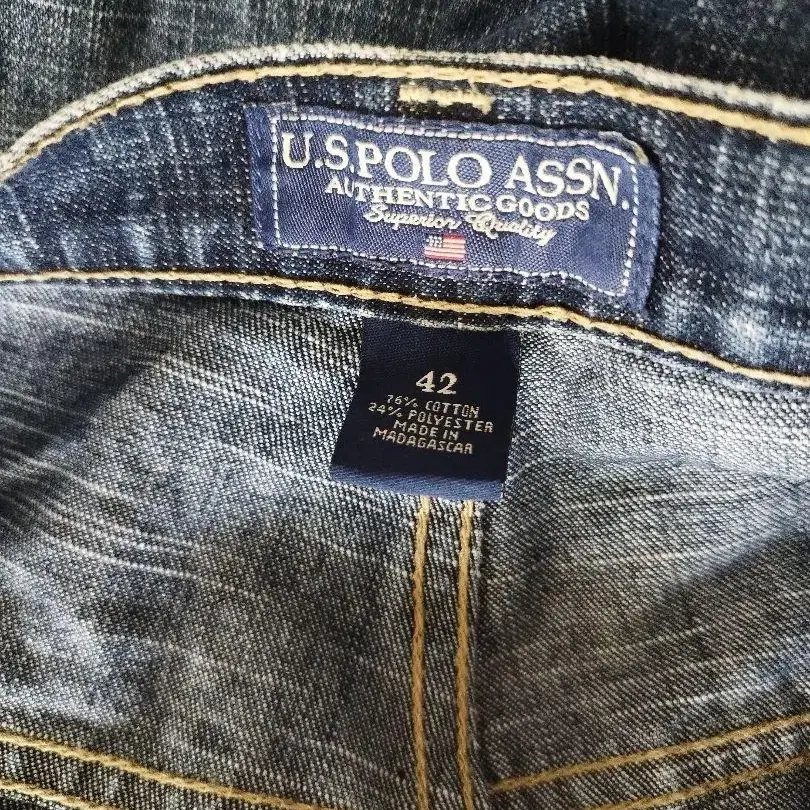 U.S.POLO ASSN.
AUTHENTIC GOODS
Superior Quality
42
76% COTTON
24% POLYESTER
MADE IN
MADAGASCAR